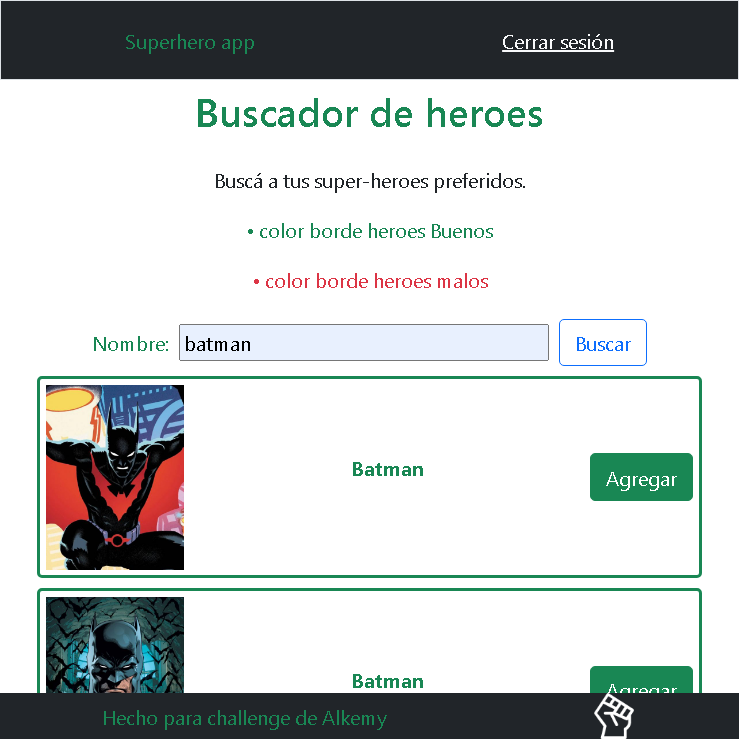 Superhero app
Cerrar sesión
Buscador de heroes
Buscá a tus super-heroes preferidos.
• color borde heroes Buenos
• color borde heroes malos
Nombre: batman Buscar
Batman
Agregar
Batman
Agregar
Hecho para challenge de Alkemy